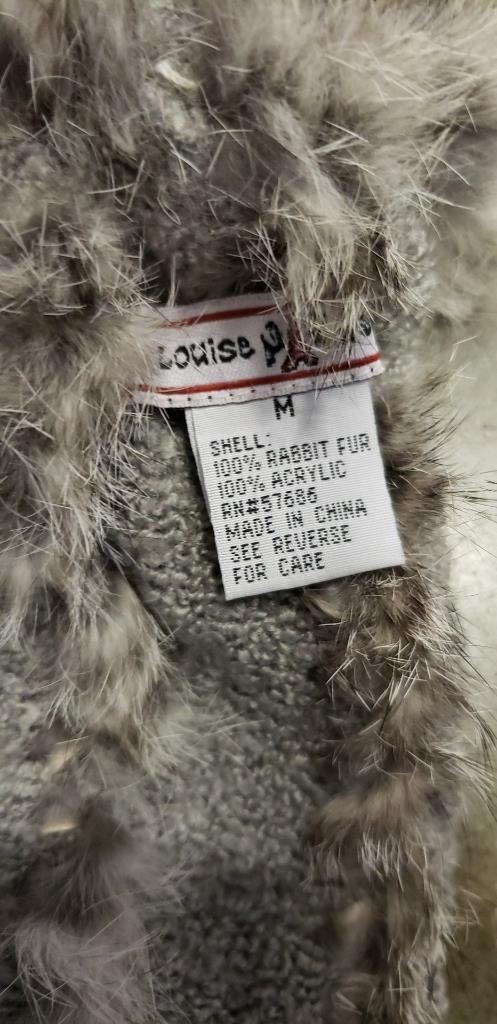 Louise
M
SHELL:
100% RABBIT FUR
100% ACRYLIC
RN#57686
MADE IN CHINA
SEE REVERSE
FOR CARE